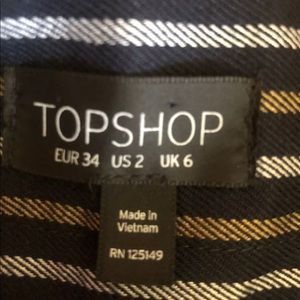 TOPSHOP
EUR 34 US 2 UK 6
Made in
Vietnam
RN 125149